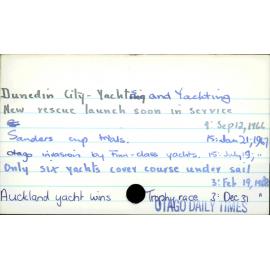 Dunedin City - Yachts and Yachting
New rescue launch soon in service
9: Sep 12, 1966
Sanders cup trials. 15: Jan 21, 1967
Otago invasion by Finn-class yachts. 15: July 19, "
Only six yachts cover course under sail
3: Feb 19, 1968
Auckland yacht wins Trophy race 3: Dec 31 "
OTAGO DAILY TIMES